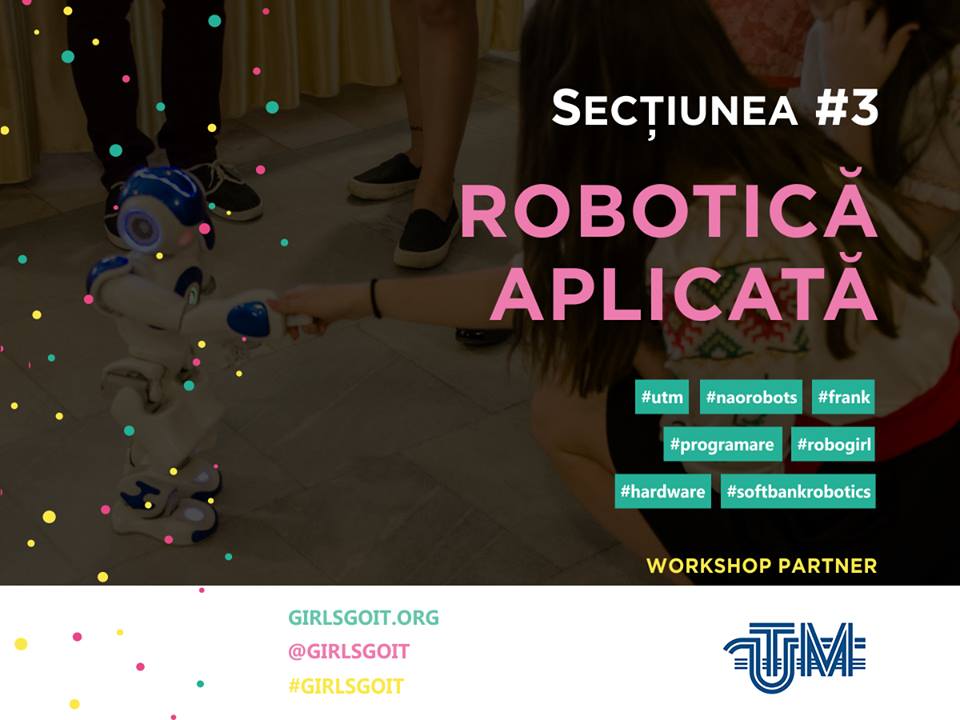 SECȚIUNEA #3
ROBOTICĂ
APLICATĂ
#utm #naorobots #frank
#programare #robogirl
#hardware #softbankrobotics
WORKSHOP PARTNER
GIRLSGOIT.ORG
@GIRLSGOIT
#GIRLSGOIT
UTM